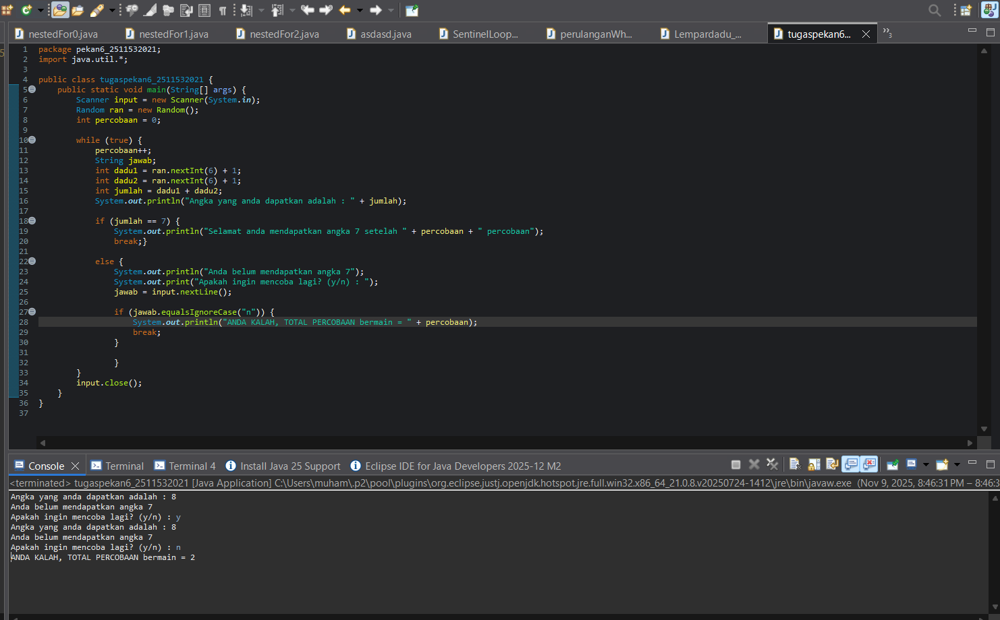 nestedFor0.java nestedFor1.java nestedFor2.java asdasd.java SentinelLoop... perulanganWh... Lempardadu_... tugaspekan6... »3
1 package pekan6_2511532021;
2 import java.util.*;
3
4 public class tugaspekan6_2511532021 {
5 public static void main(String[] args) {
6 Scanner input = new Scanner(System.in);
7 Random ran = new Random();
8 int percobaan = 0;
9
10 while (true) {
11 percobaan++;
12 String jawab;
13 int dadu1 = ran.nextInt(6) + 1;
14 int dadu2 = ran.nextInt(6) + 1;
15 int jumlah = dadu1 + dadu2;
16 System.out.println("Angka yang anda dapatkan adalah : " + jumlah);
17
18 if (jumlah == 7) {
19 System.out.println("Selamat anda mendapatkan angka 7 setelah " + percobaan + " percobaan");
20 break;}
21
22 else {
23 System.out.println("Anda belum mendapatkan angka 7");
24 System.out.print("Apakah ingin mencoba lagi? (y/n) : ");
25 jawab = input.nextLine();
26
27 if (jawab.equalsIgnoreCase("n")) {
28 System.out.println("ANDA KALAH, TOTAL PERCOBAAN bermain = " + percobaan);
29 break;
30 }
31
32 }
33 }
34 input.close();
35 }
36 }
37
Console Terminal Terminal 4 Install Java 25 Support Eclipse IDE for Java Developers 2025-12 M2
<terminated> tugaspekan6_2511532021 [Java Application] C:\Users\muham\.p2\pool\plugins\org.eclipse.justj.openjdk.hotspot.jre.full.win32.x86_64_21.0.8.v20250724-1412\jre\bin\javaw.exe (Nov 9, 2025, 8:46:31 PM – 8:46:3
Angka yang anda dapatkan adalah : 8
Anda belum mendapatkan angka 7
Apakah ingin mencoba lagi? (y/n) : y
Angka yang anda dapatkan adalah : 8
Anda belum mendapatkan angka 7
Apakah ingin mencoba lagi? (y/n) : n
ANDA KALAH, TOTAL PERCOBAAN bermain = 2